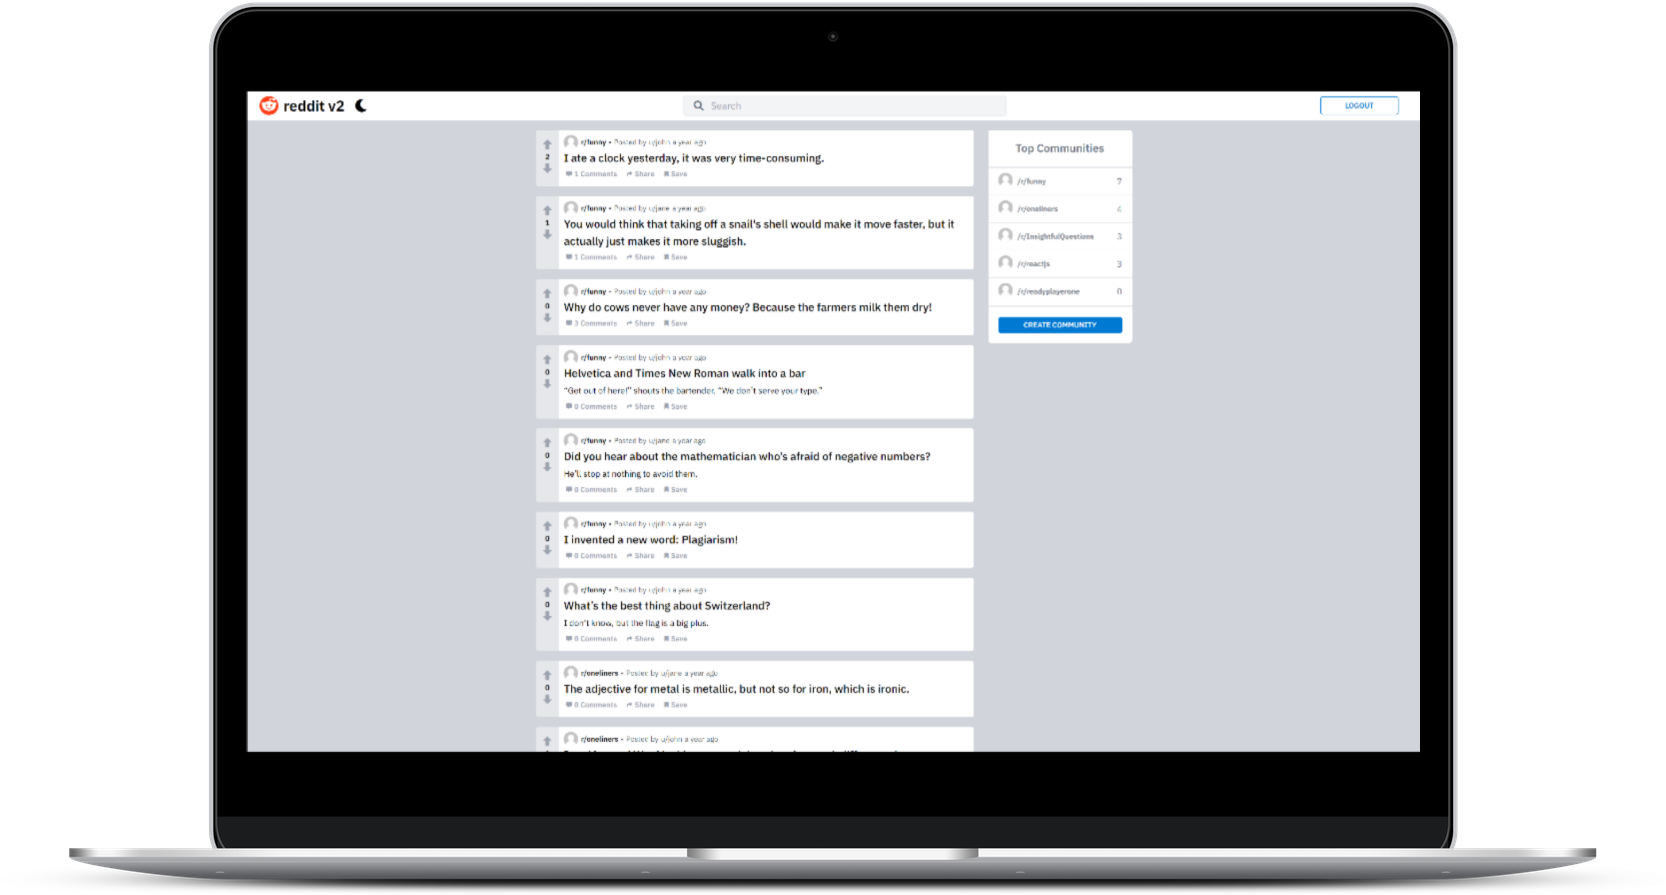 reddit v2
Search
LOGOUT
2
r/funny • Posted by u/john a year ago
I ate a clock yesterday, it was very time-consuming.
1 Comments Share Save
1
r/funny • Posted by u/jane a year ago
You would think that taking off a snail's shell would make it move faster, but it
actually just makes it more sluggish.
1 Comments Share Save
0
r/funny • Posted by u/john a year ago
Why do cows never have any money? Because the farmers milk them dry!
3 Comments Share Save
0
r/funny • Posted by u/john a year ago
Helvetica and Times New Roman walk into a bar
“Get out of here!” shouts the bartender. “We don't serve your type.”
0 Comments Share Save
0
r/funny • Posted by u/jane a year ago
Did you hear about the mathematician who's afraid of negative numbers?
He'll stop at nothing to avoid them.
0 Comments Share Save
0
r/funny • Posted by u/john a year ago
I invented a new word: Plagiarism!
0 Comments Share Save
0
r/funny • Posted by u/john a year ago
What's the best thing about Switzerland?
I don't know, but the flag is a big plus.
0 Comments Share Save
0
r/oneliners • Posted by u/jane a year ago
The adjective for metal is metallic, but not so for iron, which is ironic.
0 Comments Share Save
r/oneliners • Posted by u/john a year ago
Top Communities
/r/funny 7
/r/oneliners 4
/r/InsightfulQuestions 3
/r/reactjs 3
/r/readyplayerone 0
CREATE COMMUNITY